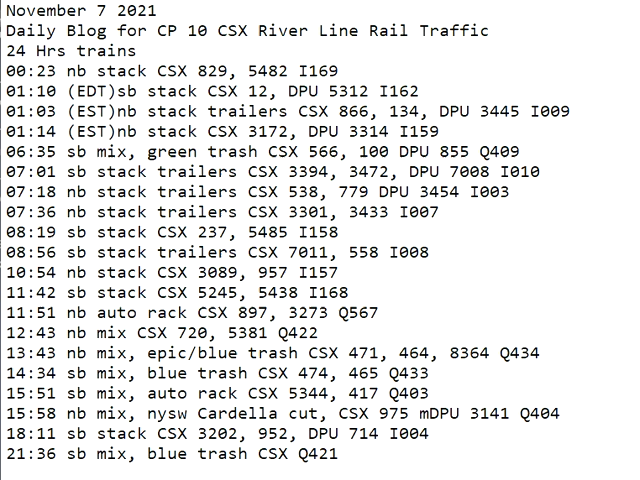 November 7 2021
Daily Blog for CP 10 CSX River Line Rail Traffic
24 Hrs trains
00:23 nb stack CSX 829, 5482 I169
01:10 (EDT)sb stack CSX 12, DPU 5312 I162
01:03 (EST)nb stack trailers CSX 866, 134, DPU 3445 I009
01:14 (EST)nb stack CSX 3172, DPU 3314 I159
06:35 sb mix, green trash CSX 566, 100 DPU 855 Q409
07:01 sb stack trailers CSX 3394, 3472, DPU 7008 I010
07:18 nb stack trailers CSX 538, 779 DPU 3454 I003
07:36 nb stack trailers CSX 3301, 3433 I007
08:19 sb stack CSX 237, 5485 I158
08:56 sb stack trailers CSX 7011, 558 I008
10:54 nb stack CSX 3089, 957 I157
11:42 sb stack CSX 5245, 5438 I168
11:51 nb auto rack CSX 897, 3273 Q567
12:43 nb mix CSX 720, 5381 Q422
13:43 nb mix, epic/blue trash CSX 471, 464, 8364 Q434
14:34 sb mix, blue trash CSX 474, 465 Q433
15:51 sb mix, auto rack CSX 5344, 417 Q403
15:58 nb mix, nysw Cardella cut, CSX 975 mDPU 3141 Q404
18:11 sb stack CSX 3202, 952, DPU 714 I004
21:36 sb mix, blue trash CSX Q421